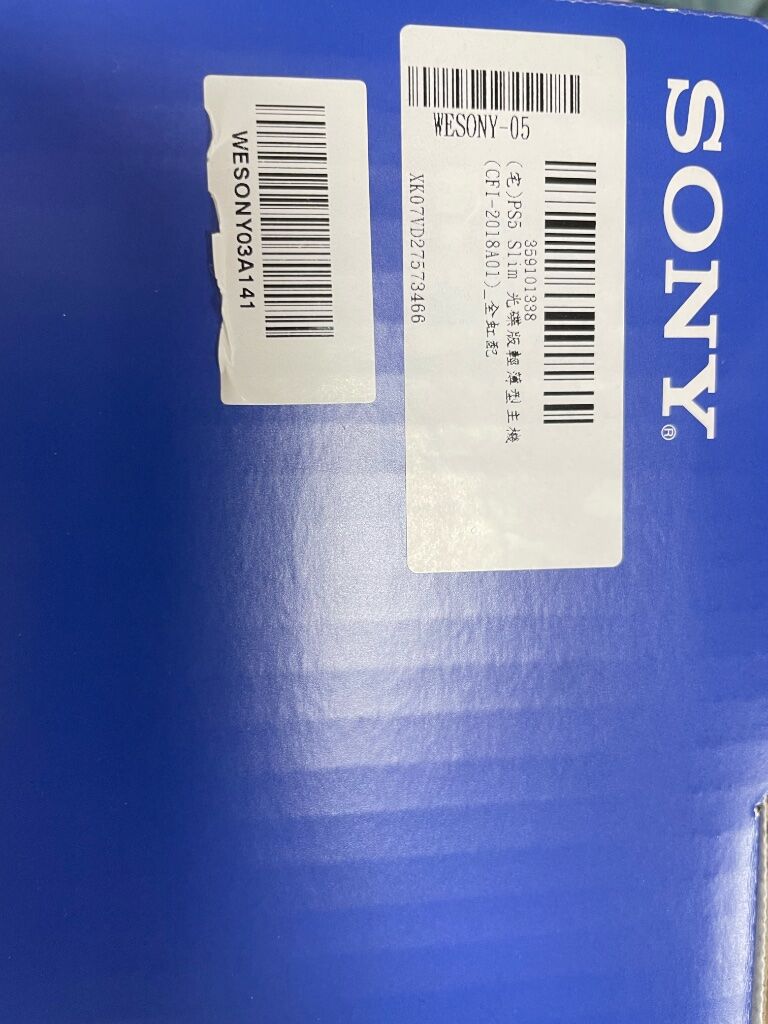 SONY®
WESONY-05
359101338
(宅)PS5 Slim 光碟版輕薄型主機
(CFI-2018A01)_全虹配
XK07VD27573466
WESONY03A141